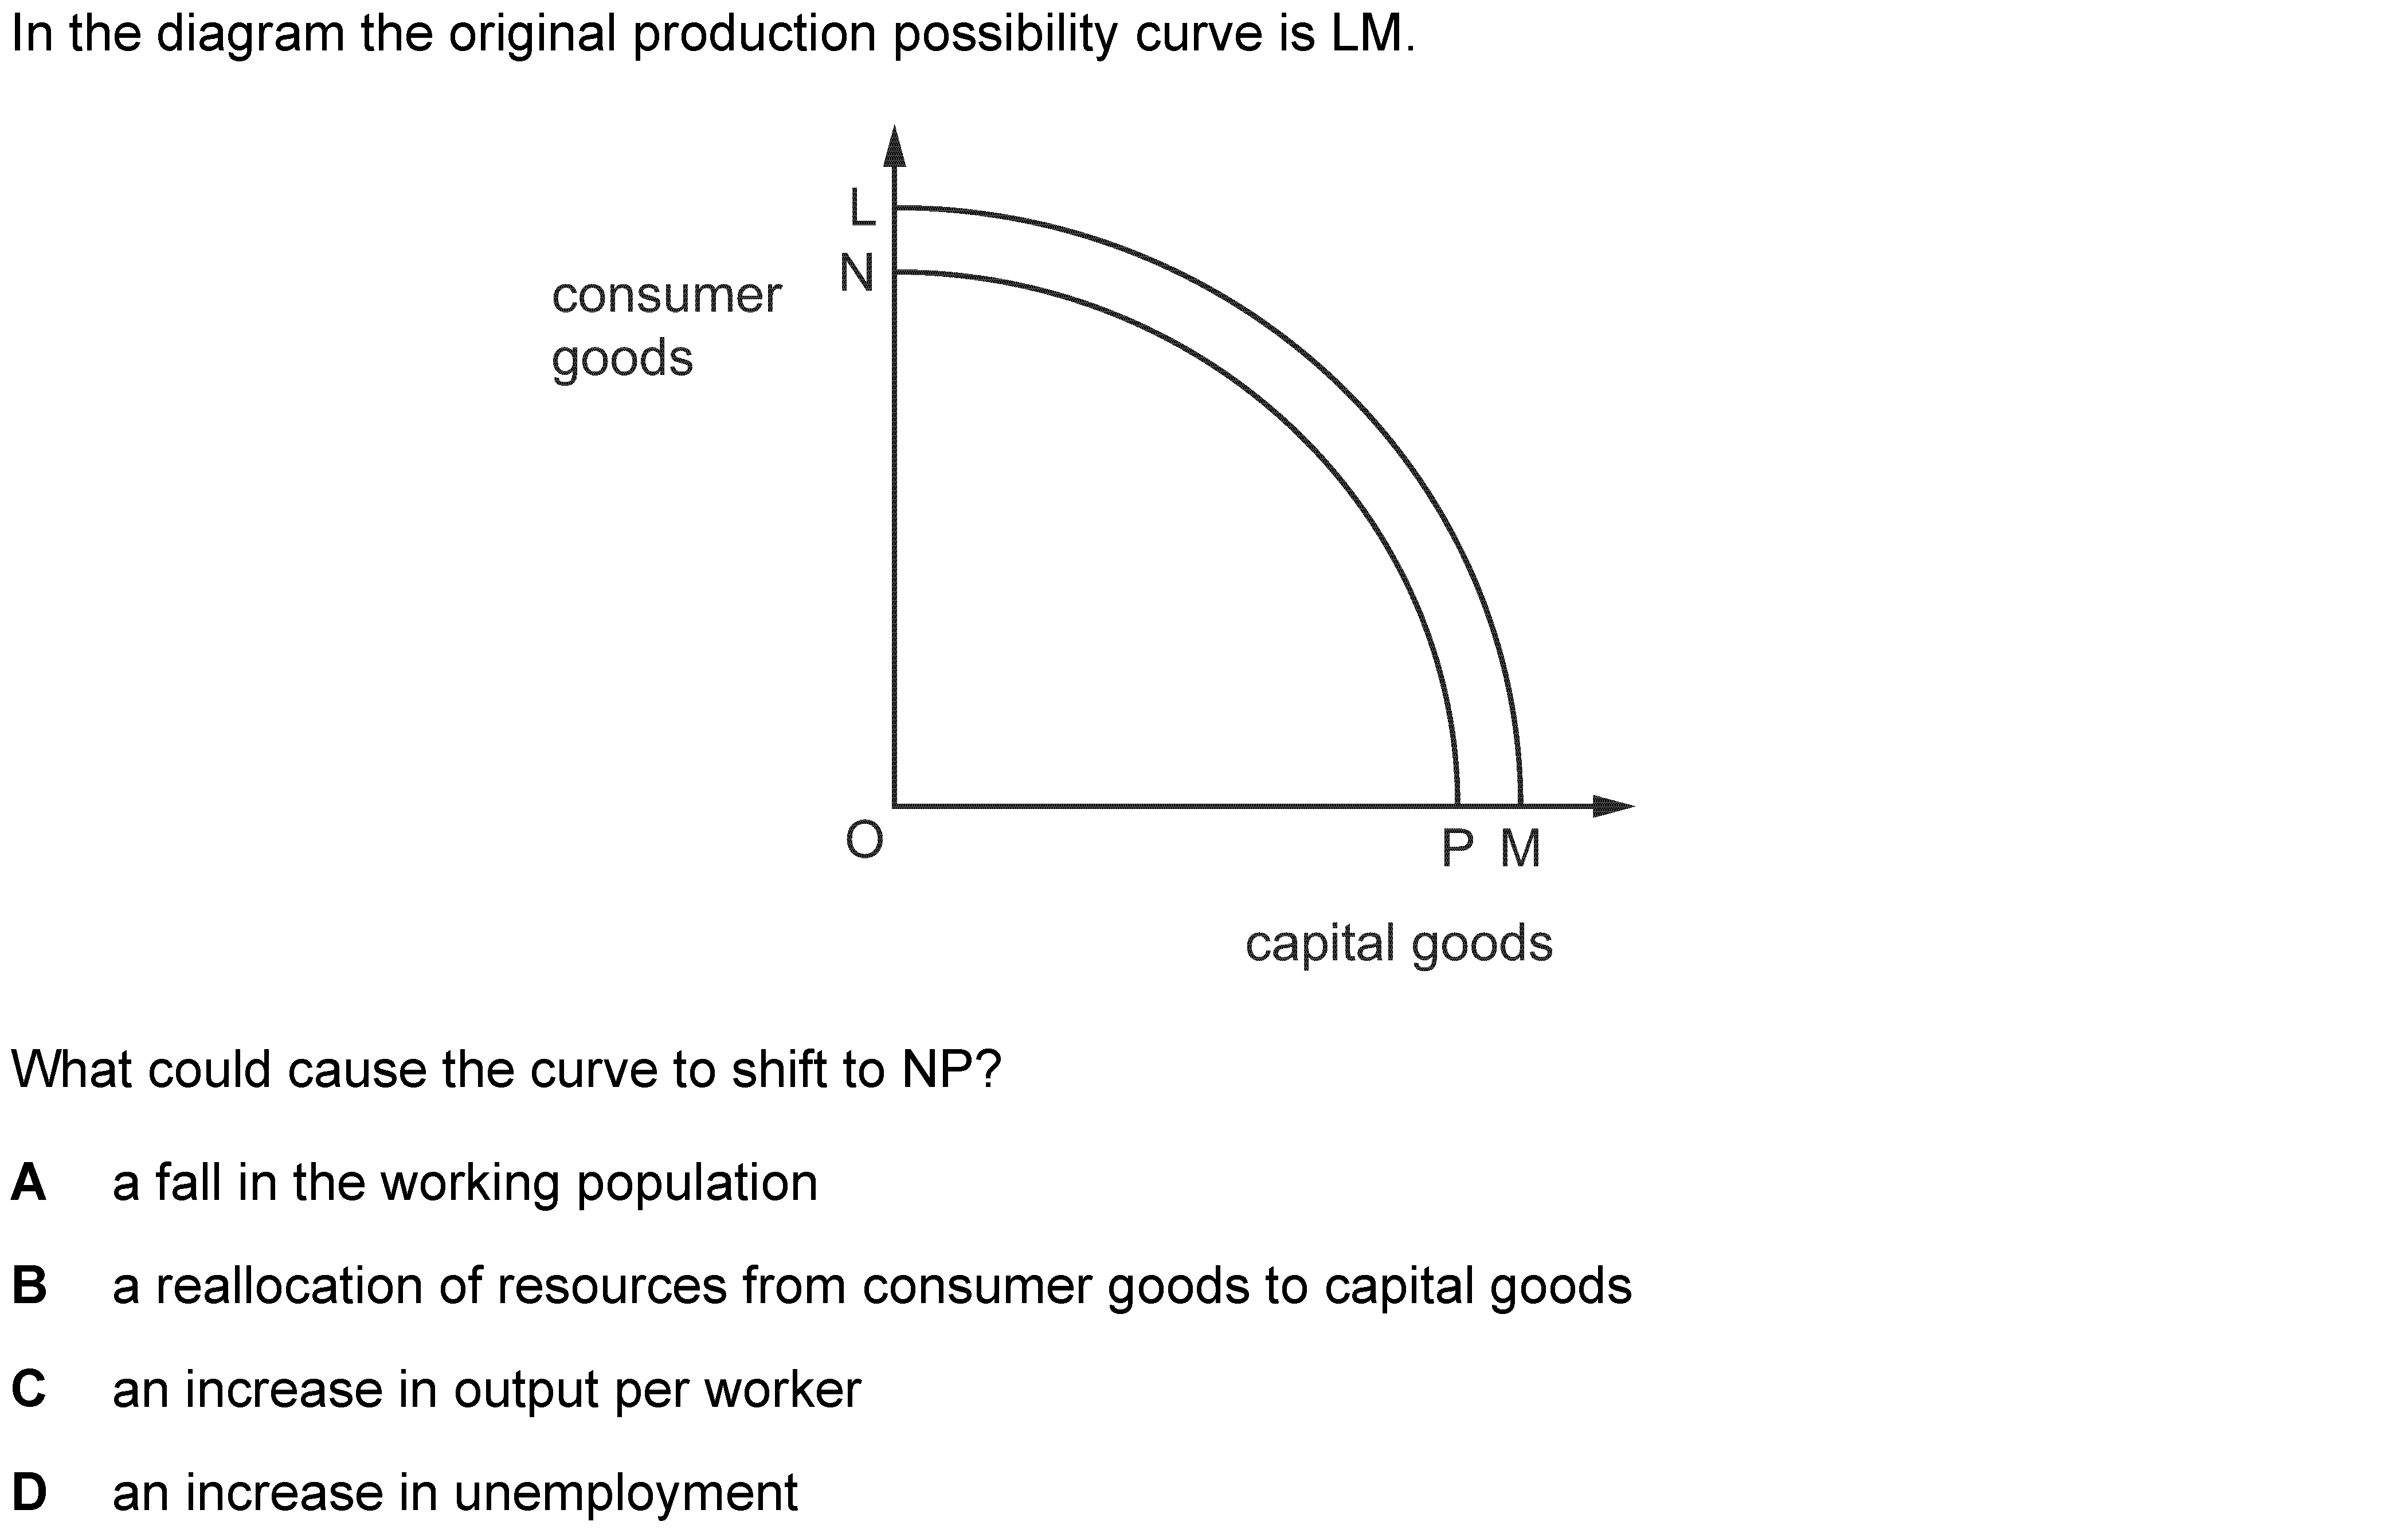 In the diagram the original production possibility curve is LM.
L
N
consumer
goods
O
P M
capital goods
What could cause the curve to shift to NP?
A a fall in the working population
B a reallocation of resources from consumer goods to capital goods
C an increase in output per worker
D an increase in unemployment